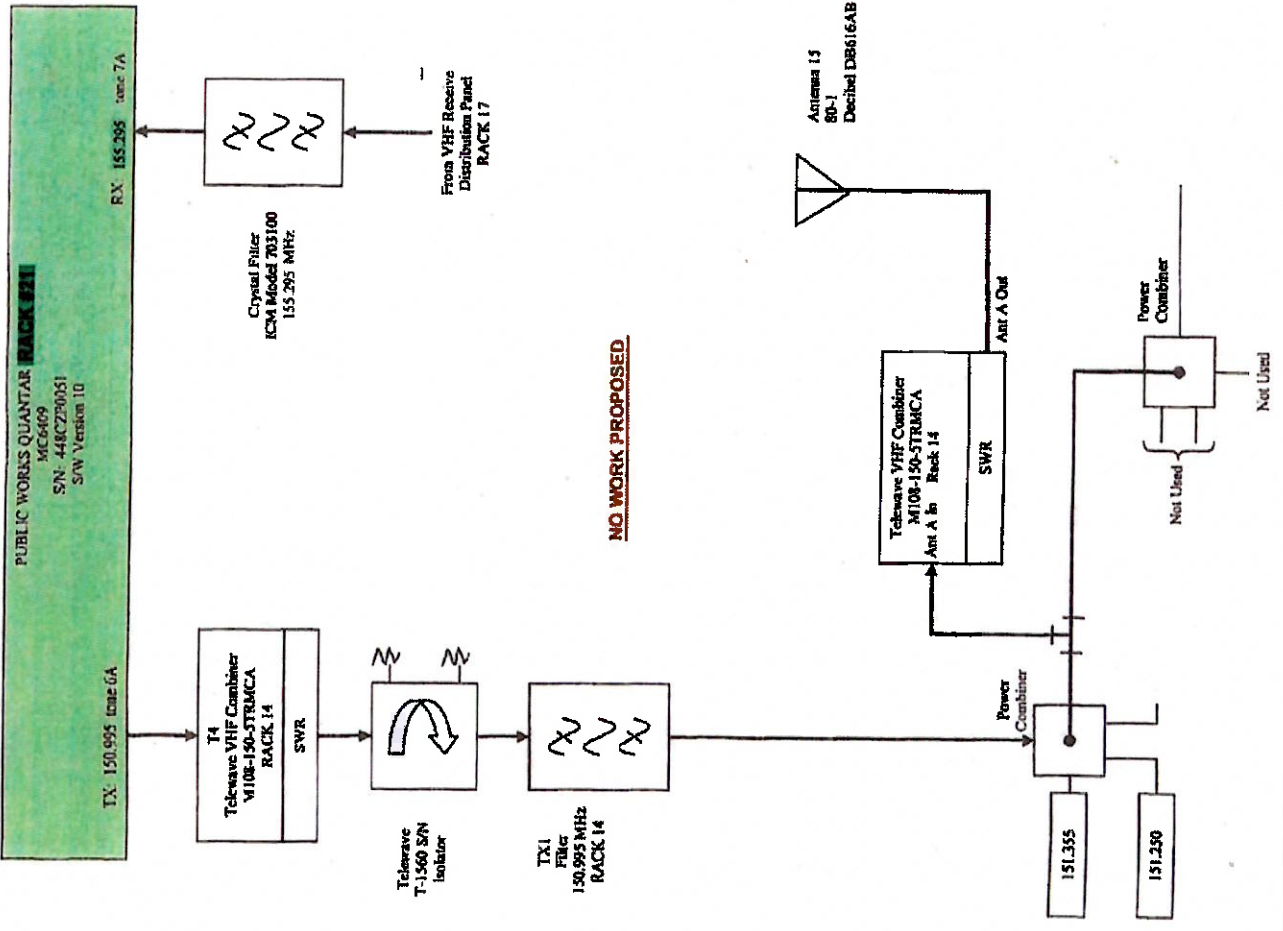 PUBLIC WORKS QUANTAR RACK #21
MC6409
S/N: 448CZP0051
S/W Version 10
TX: 150.995 tone 6A
RX: 155.295 tone 7A
T4
Telewave VHF Combiner
M108-150-5TRMCA
RACK 14
SWR
Telewave
T-1560 S/N
Isolator
TX1
Filter
150.995 MHz
RACK 14
Crystal Filter
ICM Model 703100
155.295 MHz
From VHF Receive
Distribution Panel
RACK 17
NO WORK PROPOSED
Antenna 15
80-1
Decibel DB616AB
Telewave VHF Combiner
M108-150-5TRMCA
Ant A In Rack 14
SWR
Ant A Out
Power
Combiner
151.355
151.250
Power
Combiner
Not Used
Not Used